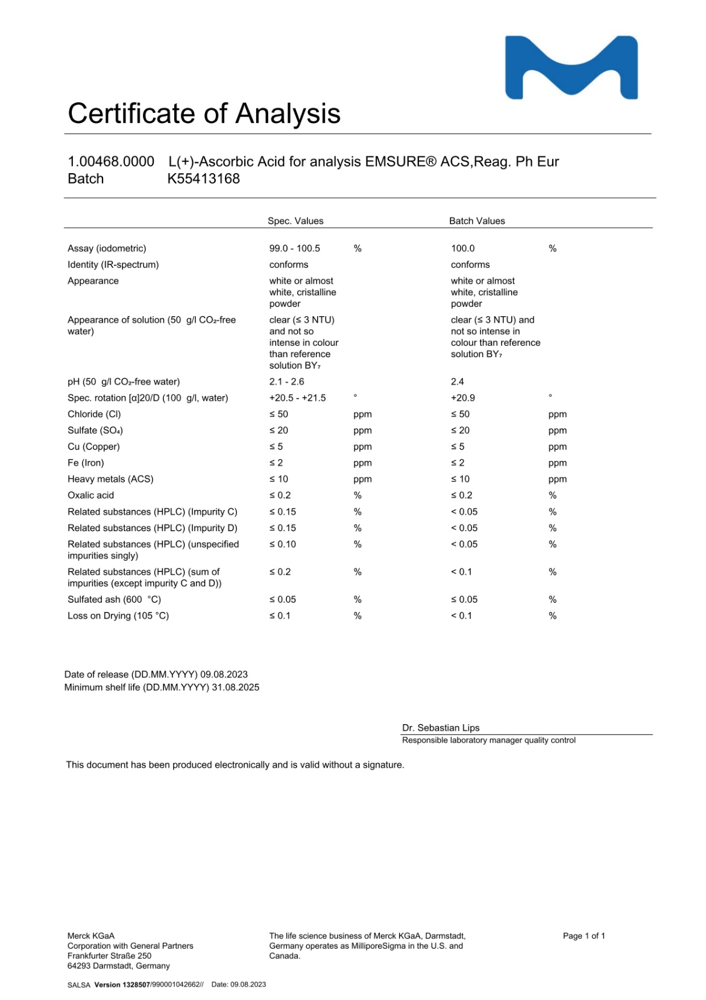 Certificate of Analysis
1.00468.0000 L(+)-Ascorbic Acid for analysis EMSURE® ACS,Reag. Ph Eur
Batch K55413168
Spec. Values Batch Values
Assay (iodometric) 99.0 - 100.5 % 100.0 %
Identity (IR-spectrum) conforms conforms
Appearance white or almost white or almost
white, cristalline white, cristalline
powder powder
Appearance of solution (50 g/l CO₂-free clear (≤ 3 NTU) clear (≤ 3 NTU) and
water) and not so not so intense in
intense in colour colour than reference
than reference solution BY₇
solution BY₇
pH (50 g/l CO₂-free water) 2.1 - 2.6 2.4
Spec. rotation [α]20/D (100 g/l, water) +20.5 - +21.5 ° +20.9 °
Chloride (Cl) ≤ 50 ppm ≤ 50 ppm
Sulfate (SO₄) ≤ 20 ppm ≤ 20 ppm
Cu (Copper) ≤ 5 ppm ≤ 5 ppm
Fe (Iron) ≤ 2 ppm ≤ 2 ppm
Heavy metals (ACS) ≤ 10 ppm ≤ 10 ppm
Oxalic acid ≤ 0.2 % ≤ 0.2 %
Related substances (HPLC) (Impurity C) ≤ 0.15 % < 0.05 %
Related substances (HPLC) (Impurity D) ≤ 0.15 % < 0.05 %
Related substances (HPLC) (unspecified ≤ 0.10 % < 0.05 %
impurities singly)
Related substances (HPLC) (sum of ≤ 0.2 % < 0.1 %
impurities (except impurity C and D))
Sulfated ash (600 °C) ≤ 0.05 % ≤ 0.05 %
Loss on Drying (105 °C) ≤ 0.1 % < 0.1 %
Date of release (DD.MM.YYYY) 09.08.2023
Minimum shelf life (DD.MM.YYYY) 31.08.2025
Dr. Sebastian Lips
Responsible laboratory manager quality control
This document has been produced electronically and is valid without a signature.
Merck KGaA The life science business of Merck KGaA, Darmstadt, Page 1 of 1
Corporation with General Partners Germany operates as MilliporeSigma in the U.S. and
Frankfurter Straße 250 Canada.
64293 Darmstadt, Germany
SALSA Version 1328507/990001042662// Date: 09.08.2023